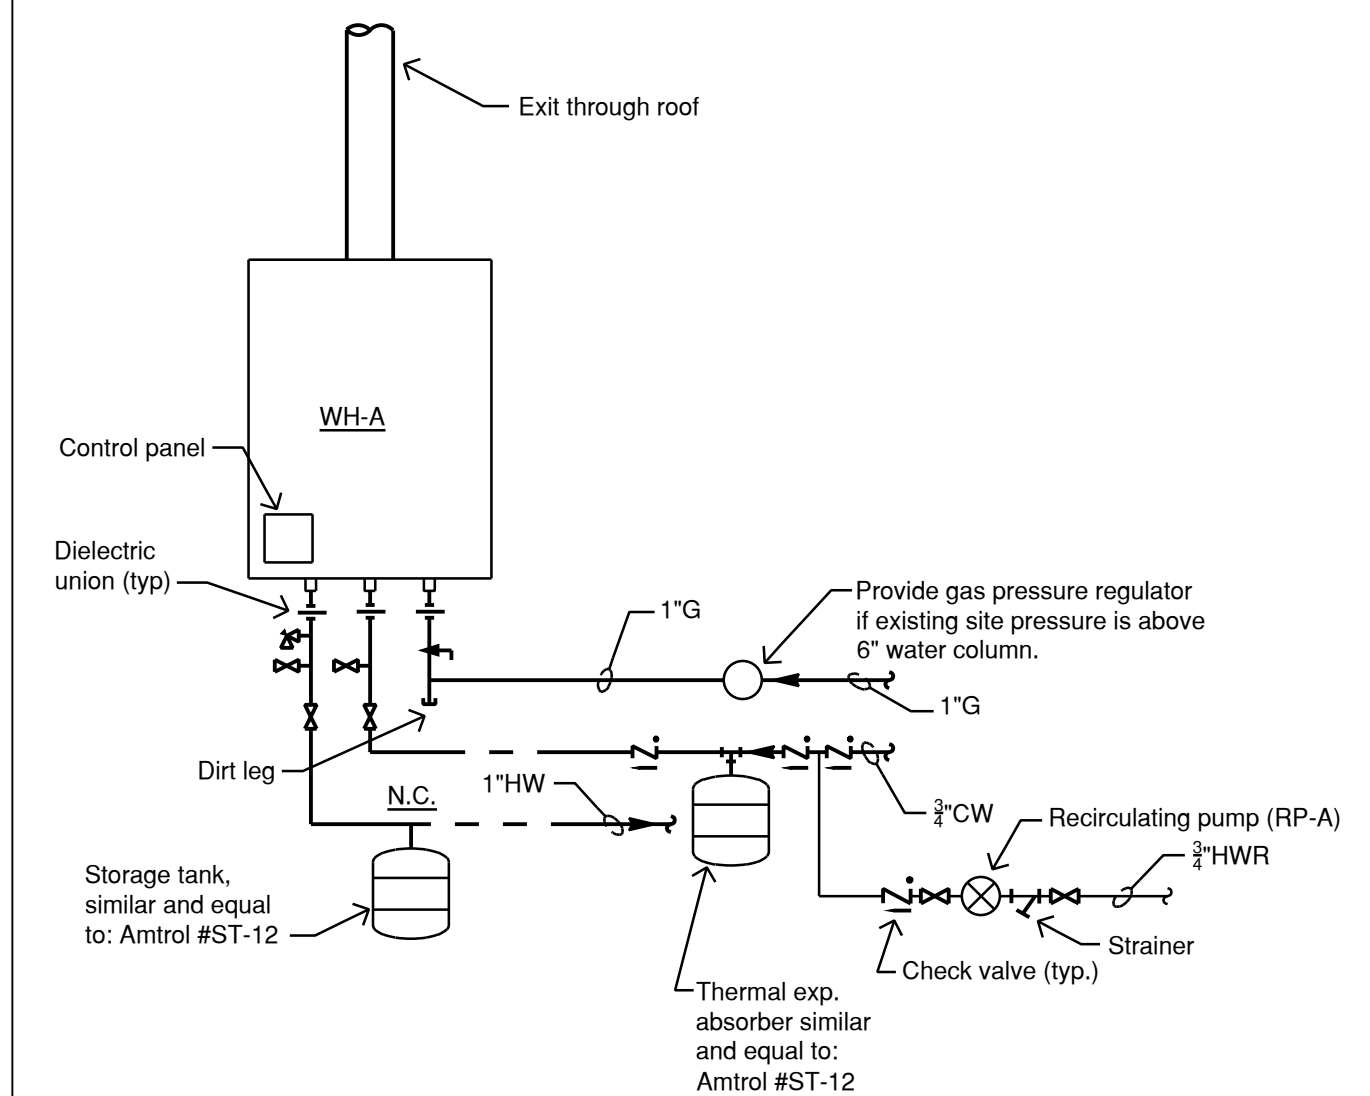 Exit through roof
WH-A
Control panel
Dielectric
union (typ)
1"G
Provide gas pressure regulator
if existing site pressure is above
6" water column.
1"G
Dirt leg
N.C.
1"HW
¾"CW
Recirculating pump (RP-A)
¾"HWR
Storage tank,
similar and equal
to: Amtrol #ST-12
Strainer
Check valve (typ.)
Thermal exp.
absorber similar
and equal to:
Amtrol #ST-12